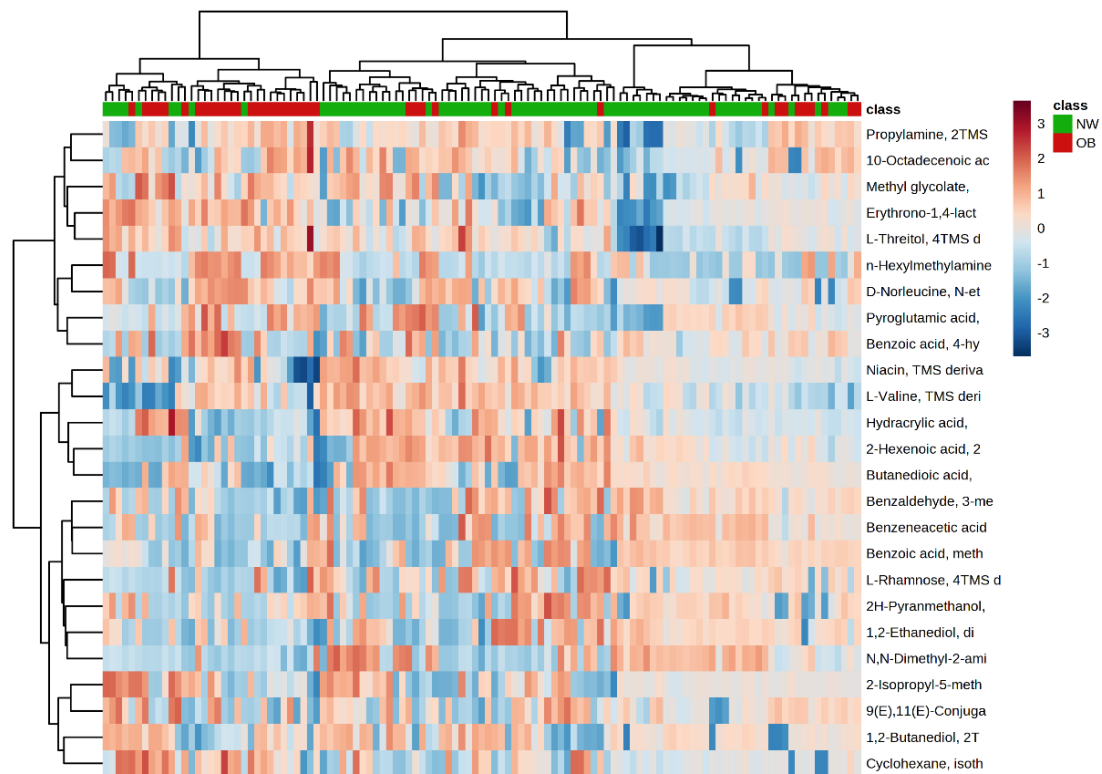 class
Propylamine, 2TMS
10-Octadecenoic ac
Methyl glycolate,
Erythrono-1,4-lact
L-Threitol, 4TMS d
n-Hexylmethylamine
D-Norleucine, N-et
Pyroglutamic acid,
Benzoic acid, 4-hy
Niacin, TMS deriva
L-Valine, TMS deri
Hydracrylic acid,
2-Hexenoic acid, 2
Butanedioic acid,
Benzaldehyde, 3-me
Benzeneacetic acid
Benzoic acid, meth
L-Rhamnose, 4TMS d
2H-Pyranmethanol,
1,2-Ethanediol, di
N,N-Dimethyl-2-ami
2-Isopropyl-5-meth
9(E),11(E)-Conjuga
1,2-Butanediol, 2T
Cyclohexane, isoth
3
2
1
0
-1
-2
-3
class
NW
OB